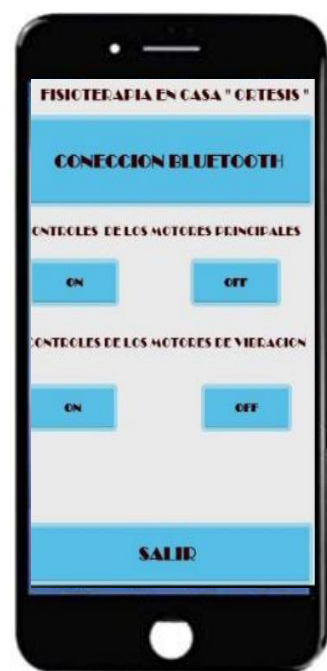 FISIOTERAPIA EN CASA " ORTESIS "
CONECCION BLUETOOTH
ONTROLES DE LOS MOTORES PRINCIPALES
ON OFF
CONTROLES DE LOS MOTORES DE VIBRACION
ON OFF
SALIR